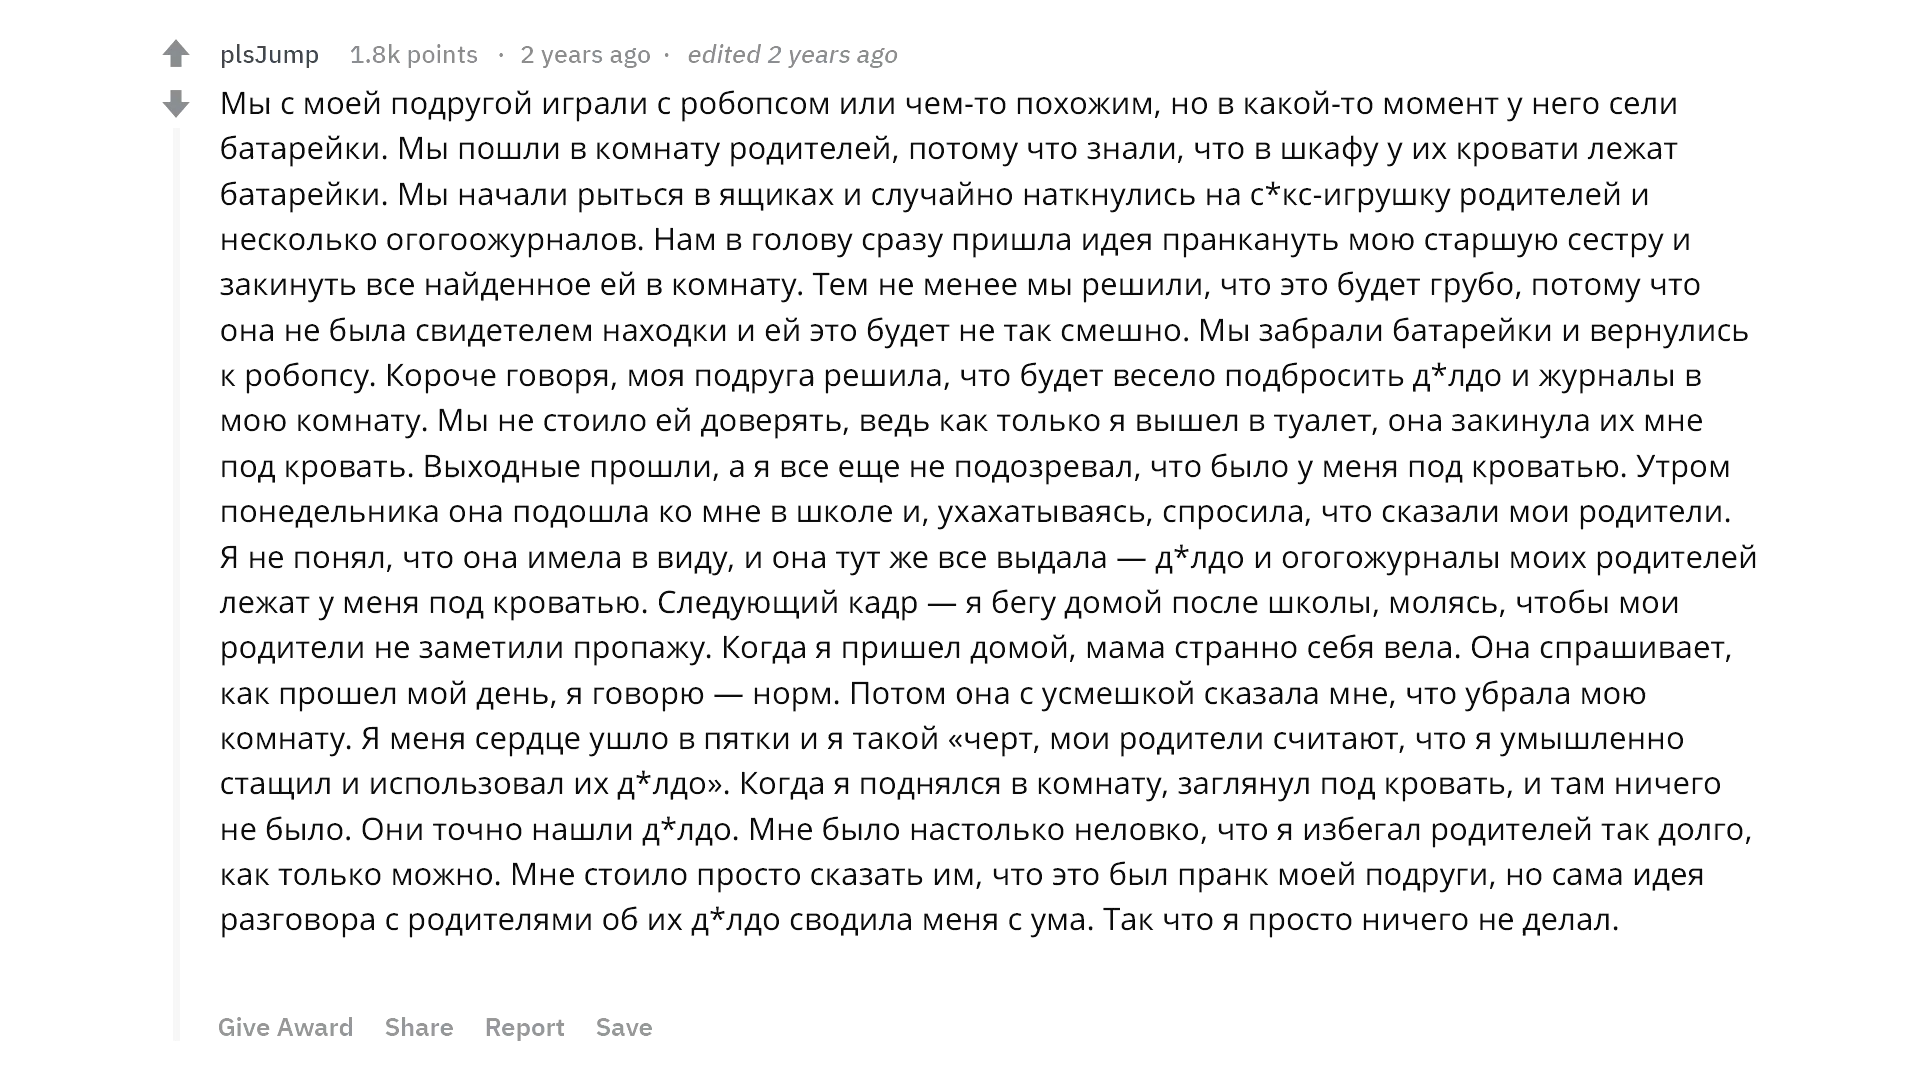 plsJump 1.8k points · 2 years ago · edited 2 years ago
Мы с моей подругой играли с робопсом или чем-то похожим, но в какой-то момент у него сели
батарейки. Мы пошли в комнату родителей, потому что знали, что в шкафу у их кровати лежат
батарейки. Мы начали рыться в ящиках и случайно наткнулись на с*кс-игрушку родителей и
несколько огогоожурналов. Нам в голову сразу пришла идея пранкануть мою старшую сестру и
закинуть все найденное ей в комнату. Тем не менее мы решили, что это будет грубо, потому что
она не была свидетелем находки и ей это будет не так смешно. Мы забрали батарейки и вернулись
к робопсу. Короче говоря, моя подруга решила, что будет весело подбросить д*лдо и журналы в
мою комнату. Мы не стоило ей доверять, ведь как только я вышел в туалет, она закинула их мне
под кровать. Выходные прошли, а я все еще не подозревал, что было у меня под кроватью. Утром
понедельника она подошла ко мне в школе и, ухахатываясь, спросила, что сказали мои родители.
Я не понял, что она имела в виду, и она тут же все выдала — д*лдо и огогожурналы моих родителей
лежат у меня под кроватью. Следующий кадр — я бегу домой после школы, молясь, чтобы мои
родители не заметили пропажу. Когда я пришел домой, мама странно себя вела. Она спрашивает,
как прошел мой день, я говорю — норм. Потом она с усмешкой сказала мне, что убрала мою
комнату. Я меня сердце ушло в пятки и я такой «черт, мои родители считают, что я умышленно
стащил и использовал их д*лдо». Когда я поднялся в комнату, заглянул под кровать, и там ничего
не было. Они точно нашли д*лдо. Мне было настолько неловко, что я избегал родителей так долго,
как только можно. Мне стоило просто сказать им, что это был пранк моей подруги, но сама идея
разговора с родителями об их д*лдо сводила меня с ума. Так что я просто ничего не делал.
Give Award Share Report Save